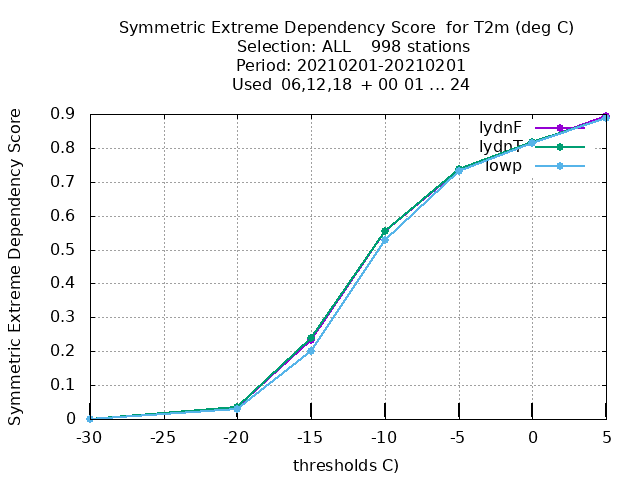 Symmetric Extreme Dependency Score for T2m (deg C)
Selection: ALL 998 stations
Period: 20210201-20210201
Used 06,12,18 + 00 01 ... 24
Symmetric Extreme Dependency Score
0.9
0.8
0.7
0.6
0.5
0.4
0.3
0.2
0.1
0
lydnF
lydnT
lowp
-30 -25 -20 -15 -10 -5 0 5
thresholds C)